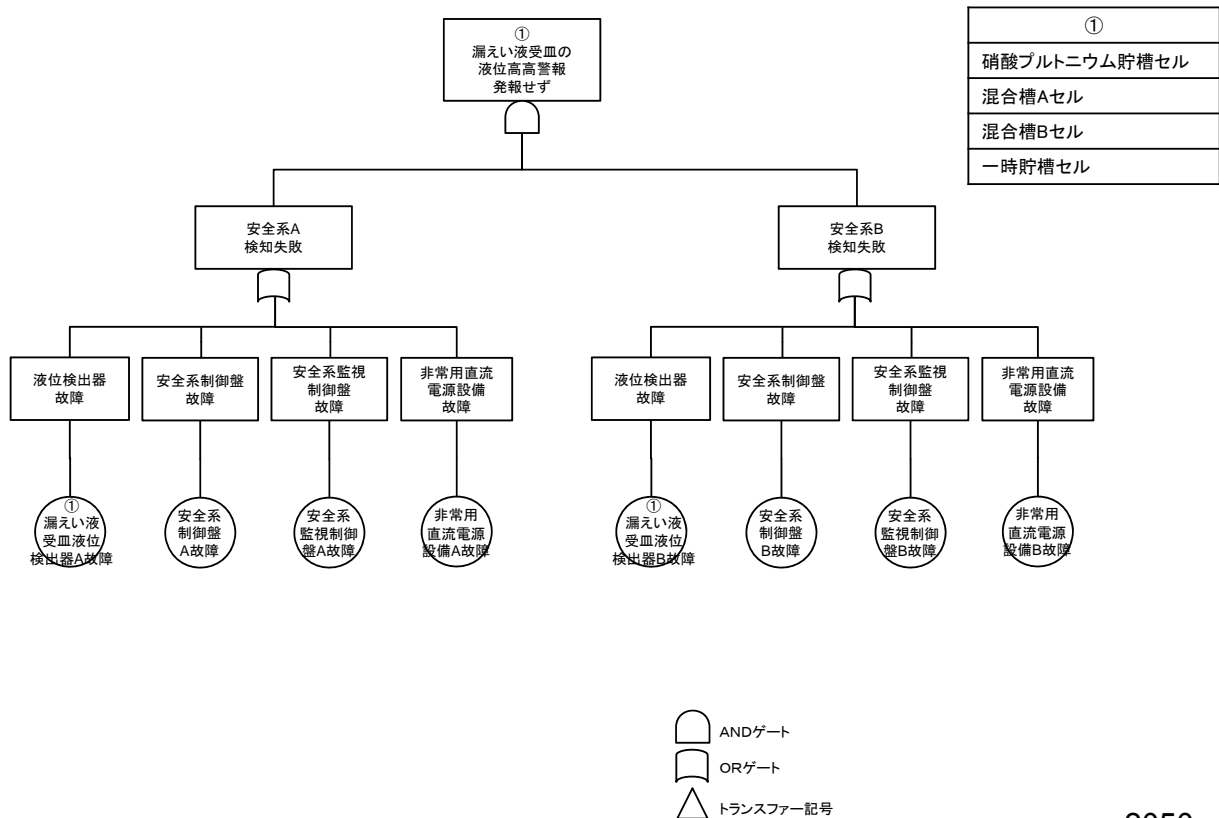 ①
漏えい液受皿の
液位高高警報
発報せず
①
硝酸プルトニウム貯槽セル
混合槽Aセル
混合槽Bセル
一時貯槽セル
安全系A
検知失敗
安全系B
検知失敗
液位検出器
故障
安全系制御盤
故障
安全系監視
制御盤
故障
非常用直流
電源設備
故障
液位検出器
故障
安全系制御盤
故障
安全系監視
制御盤
故障
非常用直流
電源設備
故障
①
漏えい液
受皿液位
検出器A故障
安全系
制御盤
A故障
安全系
監視制御
盤A故障
非常用
直流電源
設備A故障
①
漏えい液
受皿液位
検出器B故障
安全系
制御盤
B故障
安全系
監視制御
盤B故障
非常用
直流電源
設備B故障
ANDゲート
ORゲート
トランスファー記号